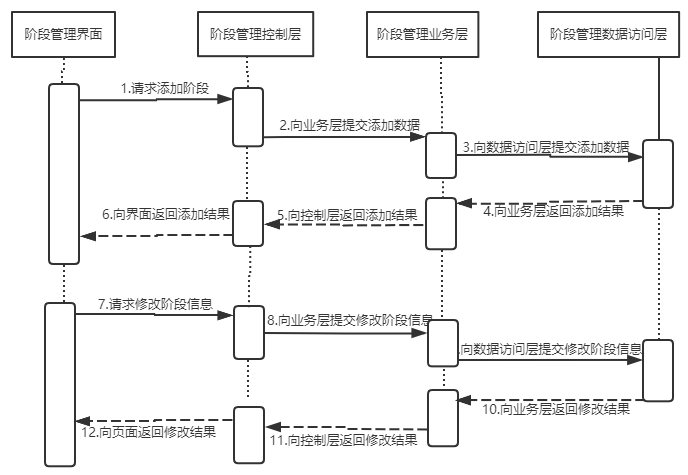 阶段管理界面
阶段管理控制层
阶段管理业务层
阶段管理数据访问层
1.请求添加阶段
2.向业务层提交添加数据
3.向数据访问层提交添加数据
4.向业务层返回添加结果
5.向控制层返回添加结果
6.向界面返回添加结果
7.请求修改阶段信息
8.向业务层提交修改阶段信息
.向数据访问层提交修改阶段信息
10.向业务层返回修改结果
11.向控制层返回修改结果
12.向页面返回修改结果